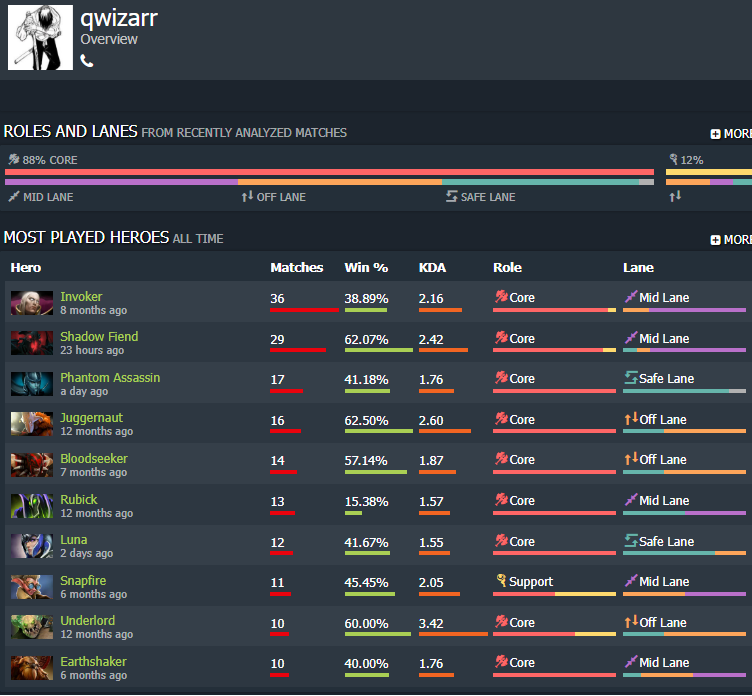 qwizarr
Overview
ROLES AND LANES FROM RECENTLY ANALYZED MATCHES MORE
88% CORE 12%
MID LANE OFF LANE SAFE LANE
MOST PLAYED HEROES ALL TIME MORE
Hero Matches Win % KDA Role Lane
Invoker 36 38.89% 2.16 Core Mid Lane
8 months ago
Shadow Fiend 29 62.07% 2.42 Core Mid Lane
23 hours ago
Phantom Assassin 17 41.18% 1.76 Core Safe Lane
a day ago
Juggernaut 16 62.50% 2.60 Core Off Lane
12 months ago
Bloodseeker 14 57.14% 1.87 Core Off Lane
7 months ago
Rubick 13 15.38% 1.57 Core Mid Lane
12 months ago
Luna 12 41.67% 1.55 Core Safe Lane
2 days ago
Snapfire 11 45.45% 2.05 Support Mid Lane
6 months ago
Underlord 10 60.00% 3.42 Core Off Lane
12 months ago
Earthshaker 10 40.00% 1.76 Core Mid Lane
6 months ago